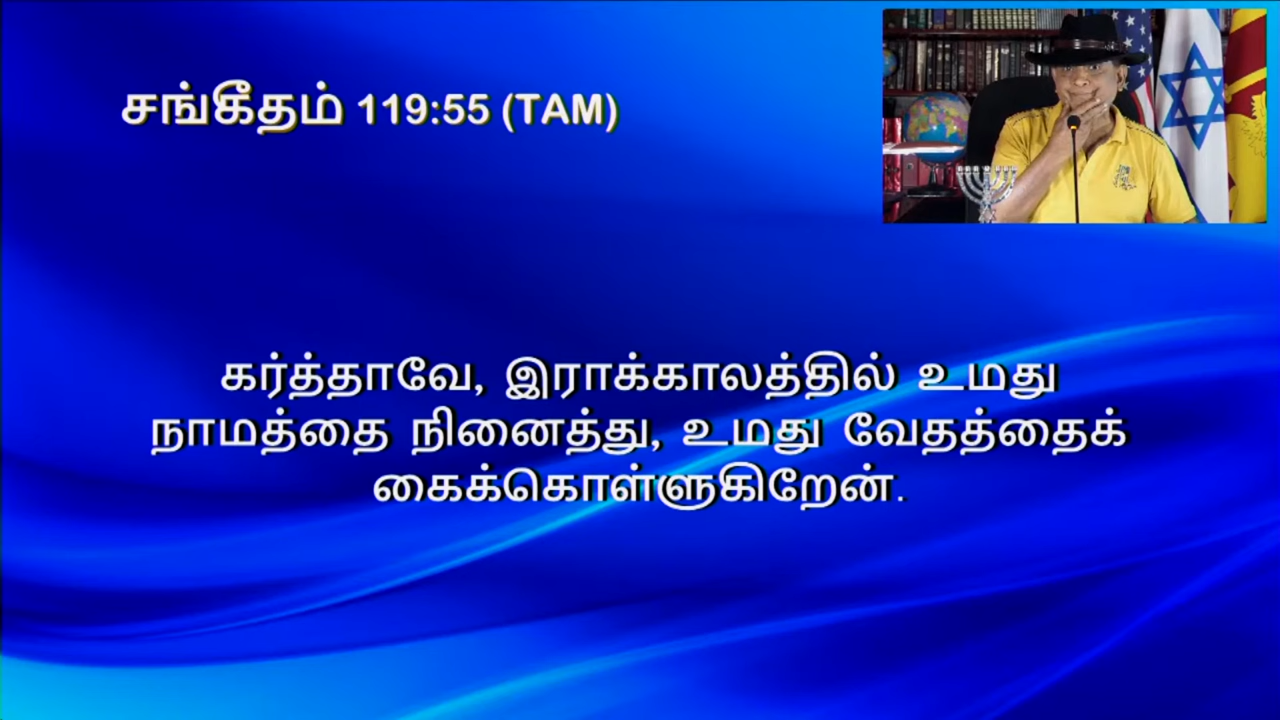 சங்கீதம் 119:55 (TAM)
கர்த்தாவே, இராக்காலத்தில் உமது
நாமத்தை நினைத்து, உமது வேதத்தைக்
கைக்கொள்ளுகிறேன்.